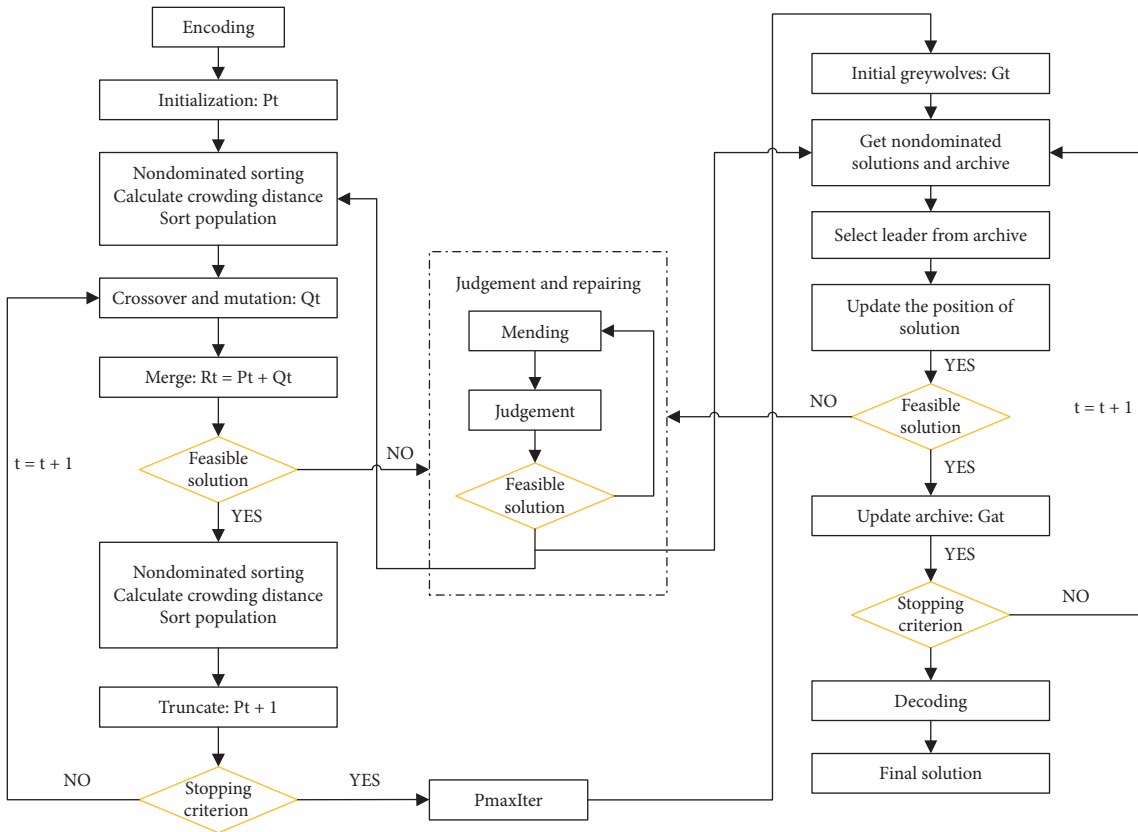 Encoding
Initialization: Pt
Nondominated sorting
Calculate crowding distance
Sort population
Crossover and mutation: Qt
Merge: Rt = Pt + Qt
Feasible
solution
NO
t = t + 1
YES
Nondominated sorting
Calculate crowding distance
Sort population
Truncate: Pt + 1
NO
Stopping
criterion
YES
PmaxIter
Judgement and repairing
Mending
Judgement
Feasible
solution
Initial greywolves: Gt
Get nondominated
solutions and archive
Select leader from archive
Update the position of
solution
YES
NO
Feasible
solution
t = t + 1
YES
Update archive: Gat
YES
Stopping
criterion
NO
Decoding
Final solution